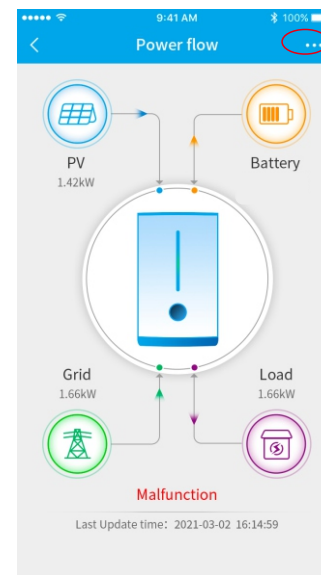 9:41 AM
100%
Power flow
PV
1.42kW
Battery
Grid
1.66kW
Load
1.66kW
Malfunction
Last Update time: 2021-03-02 16:14:59